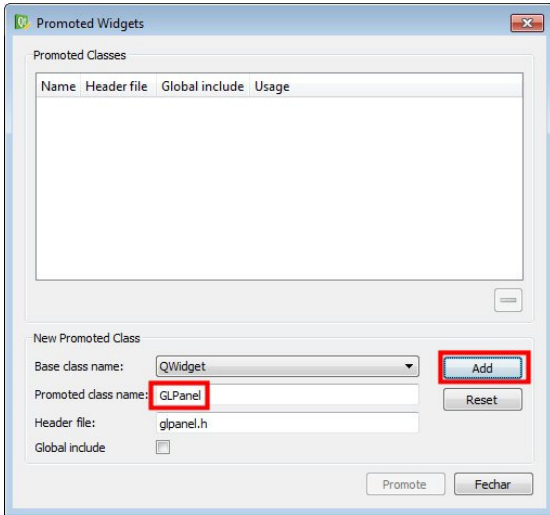 Promoted Widgets
Promoted Classes
Name Header file Global include Usage
New Promoted Class
Base class name: QWidget Add
Promoted class name: GLPanel Reset
Header file: glpanel.h
Global include
Promote Fechar